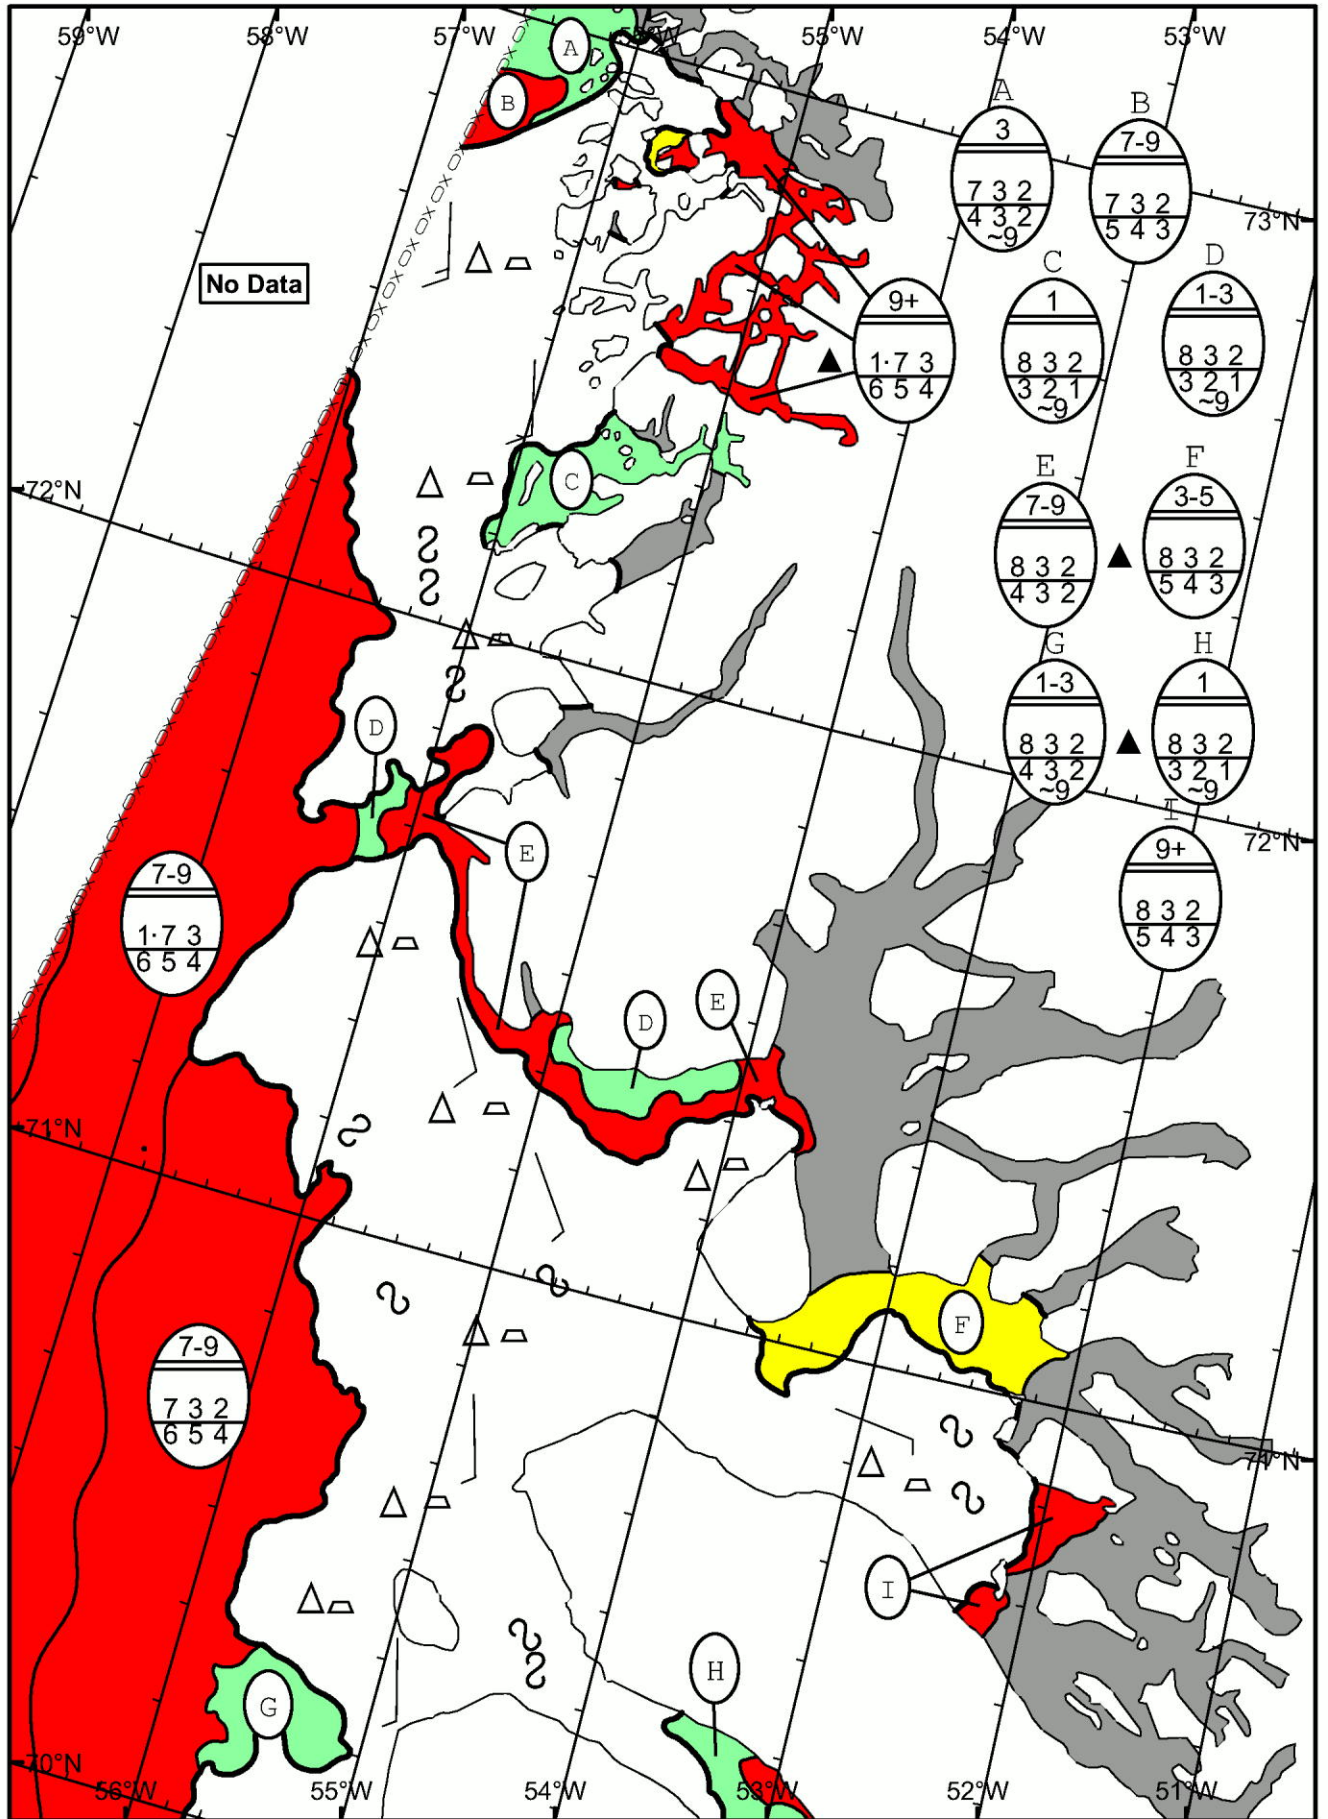 59°W 58°W 57°W 56°W 55°W 54°W 53°W
A
B
A
3
7 3 2
4 3 2
~9
B
7-9
7 3 2
5 4 3
73°N
No Data
9+
1·7 3
6 5 4
C
1
8 3 2
3 2 1
~9
D
1-3
8 3 2
3 2 1
~9
C
72°N
E
7-9
8 3 2
4 3 2
F
3-5
8 3 2
5 4 3
G
1-3
8 3 2
4 3 2
~9
H
1
8 3 2
3 2 1
~9
D
E
72°N
I
9+
8 3 2
5 4 3
7-9
1·7 3
6 5 4
D
E
71°N
F
7-9
7 3 2
6 5 4
71°N
I
H
G
70°N
56°W 55°W 54°W 53°W 52°W 51°W